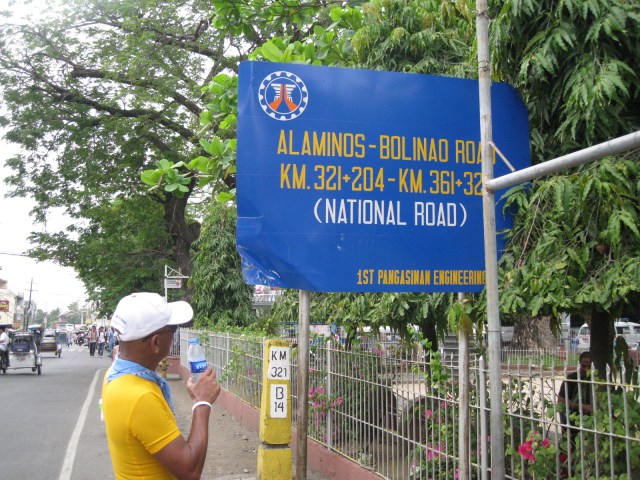 ALAMINOS-BOLINAO ROAD
KM. 321+204-KM. 361+32
(NATIONAL ROAD)
1ST PANGASINAN ENGINEERING
KM
321
B
14